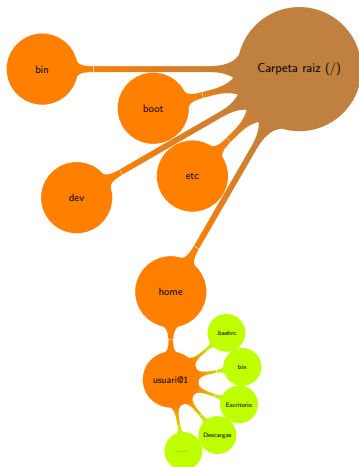 Carpeta raiz (/)
bin
boot
etc
dev
home
usuari@1
.bashrc
bin
Escritorio
Descargas
...